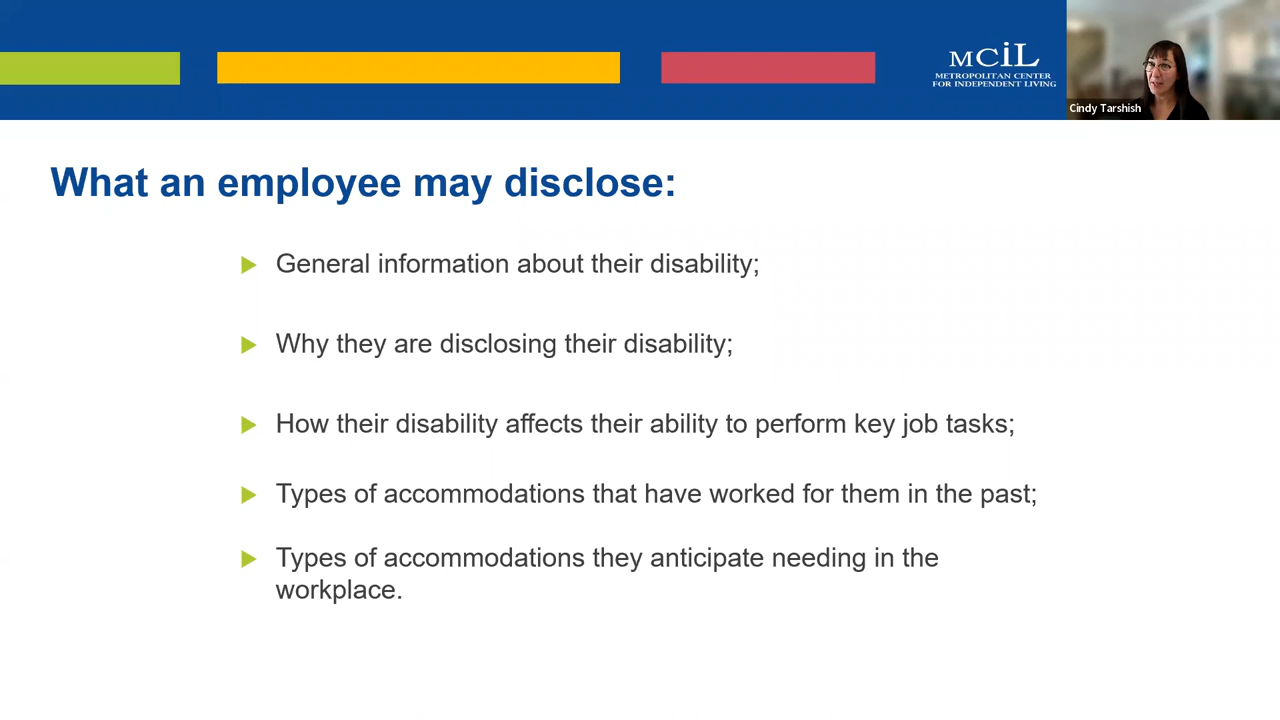 MCiL
METROPOLITAN CENTER
FOR INDEPENDENT LIVING
Cindy Tarshish
What an employee may disclose:
General information about their disability;
Why they are disclosing their disability;
How their disability affects their ability to perform key job tasks;
Types of accommodations that have worked for them in the past;
Types of accommodations they anticipate needing in the
workplace.